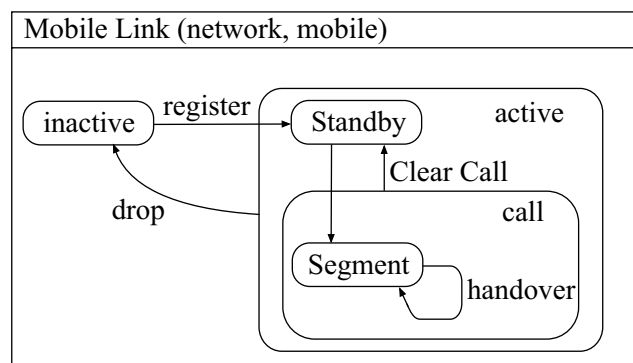 Mobile Link (network, mobile)
inactive
register
Standby
active
Clear Call
drop
call
Segment
handover